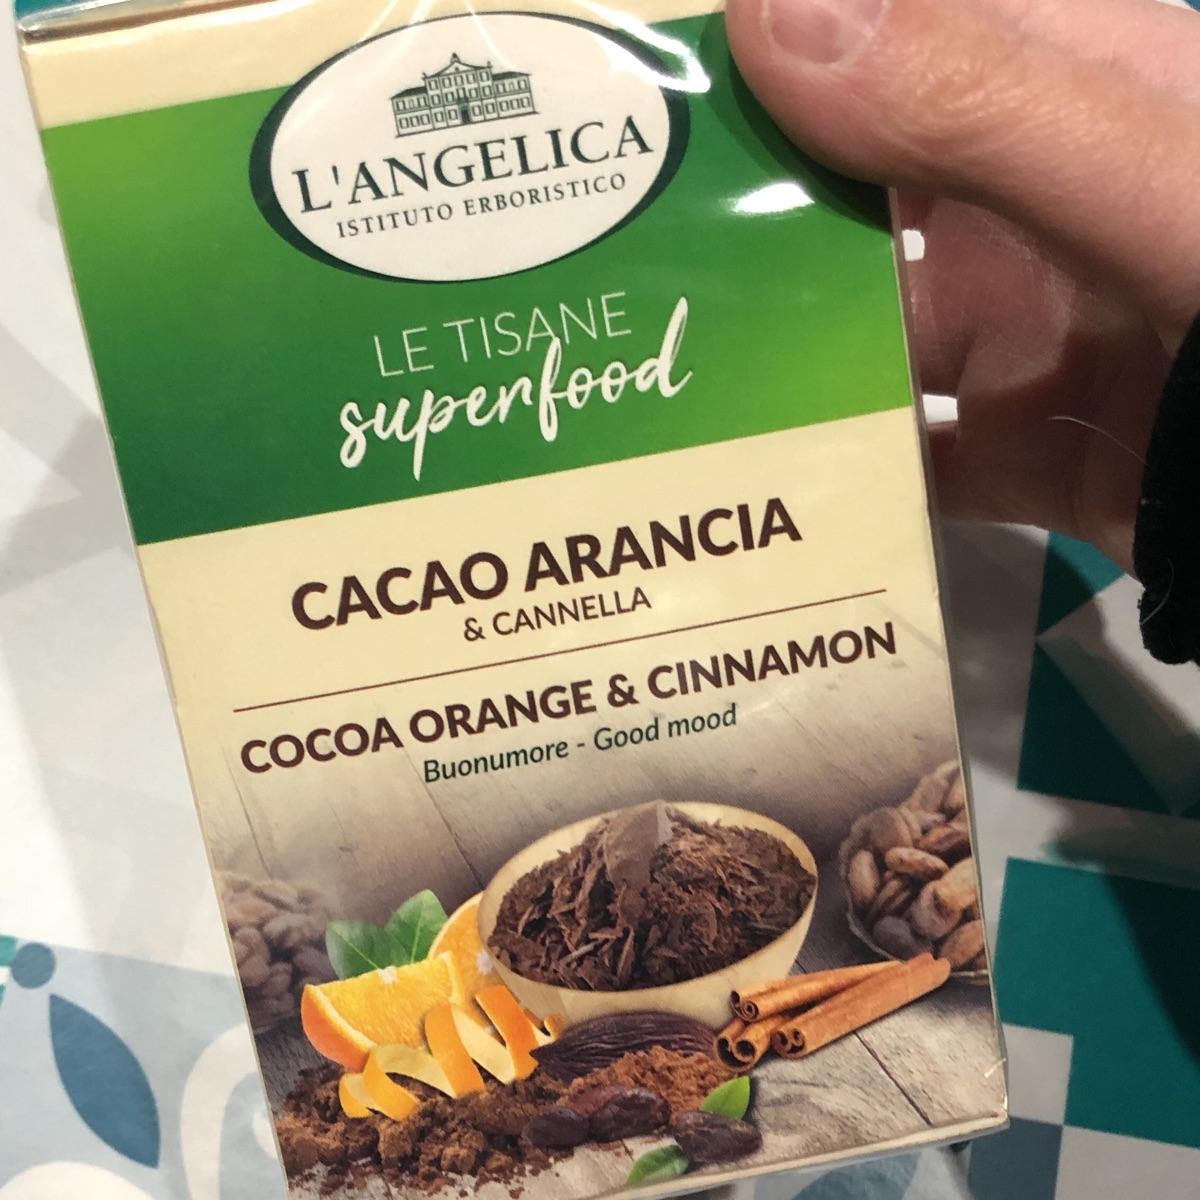 L'ANGELICA
ISTITUTO ERBORISTICO
LE TISANE
superfood
CACAO ARANCIA
& CANNELLA
COCOA ORANGE & CINNAMON
Buonumore - Good mood